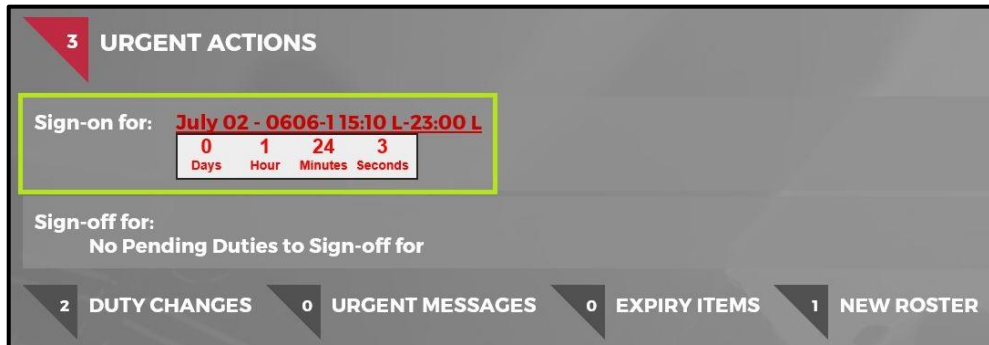 3 URGENT ACTIONS
Sign-on for: July 02 - 0606-1 15:10 L-23:00 L
0 1 24 3
Days Hour Minutes Seconds
Sign-off for:
No Pending Duties to Sign-off for
2 DUTY CHANGES 0 URGENT MESSAGES 0 EXPIRY ITEMS 1 NEW ROSTER